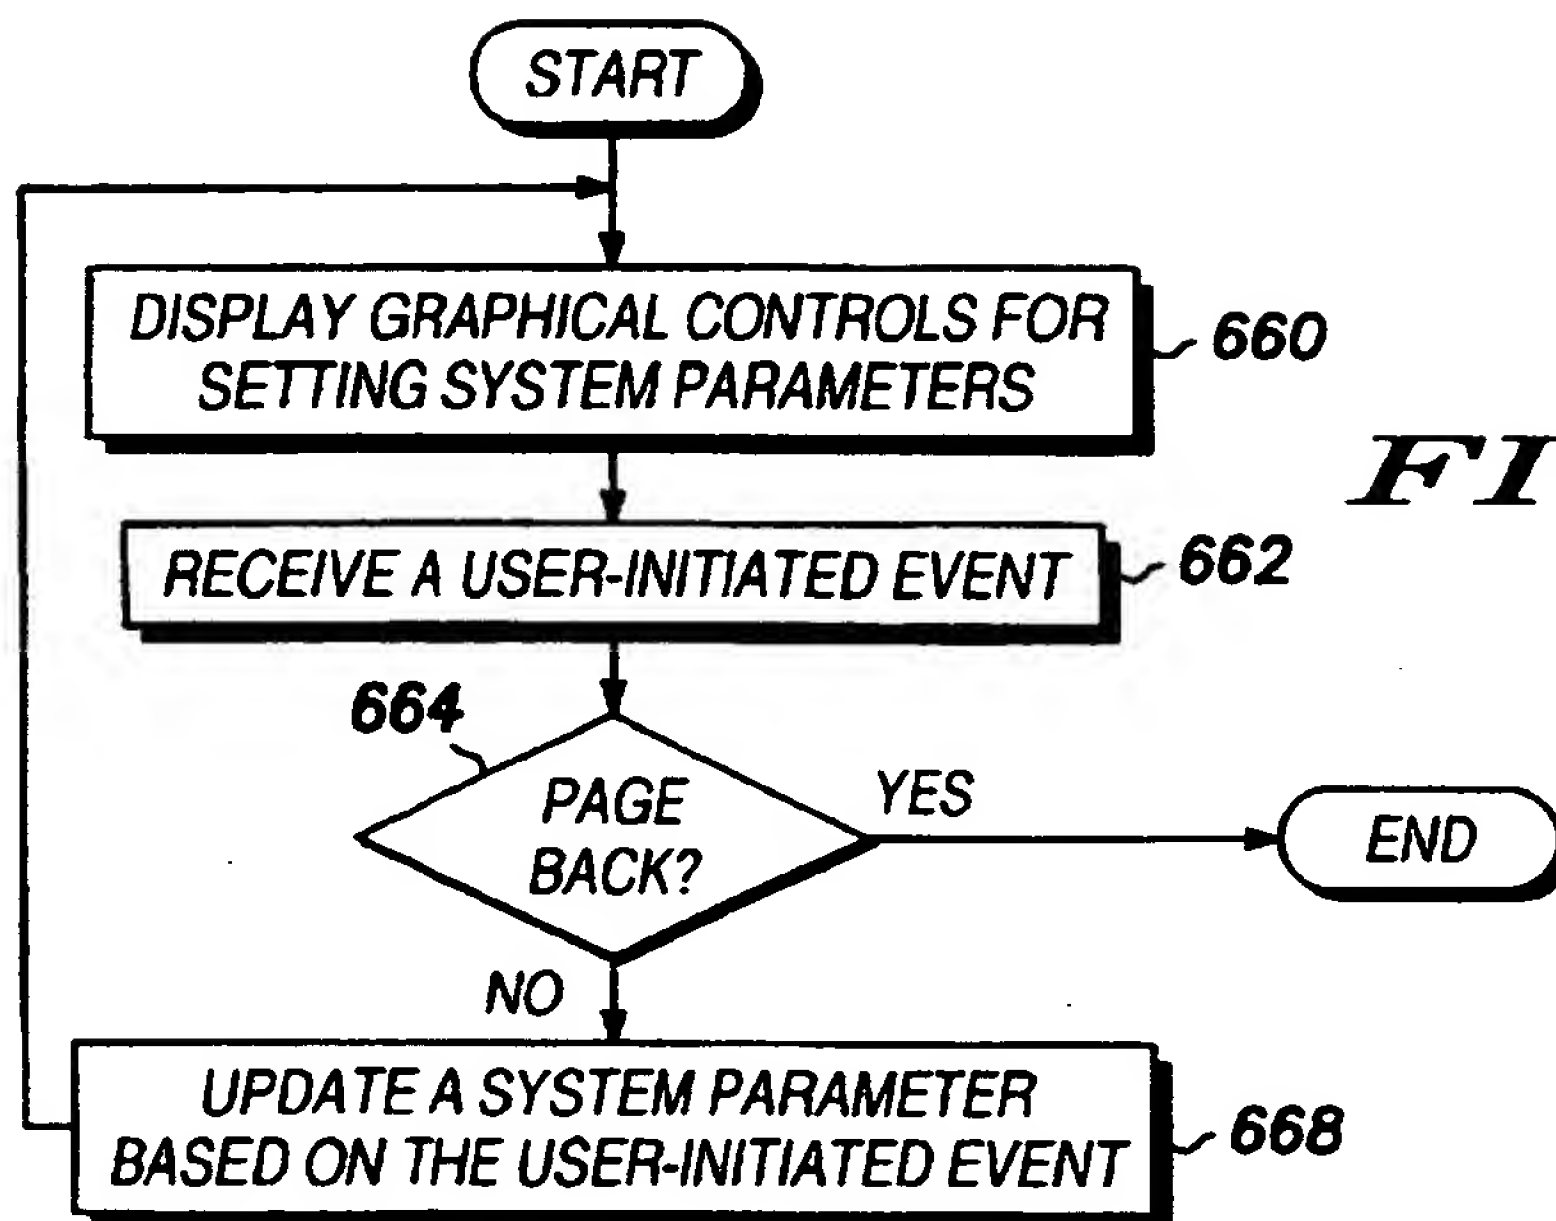 START
DISPLAY GRAPHICAL CONTROLS FOR
SETTING SYSTEM PARAMETERS
660
FI
RECEIVE A USER-INITIATED EVENT
662
664
PAGE
BACK?
YES
END
NO
UPDATE A SYSTEM PARAMETER
BASED ON THE USER-INITIATED EVENT
668